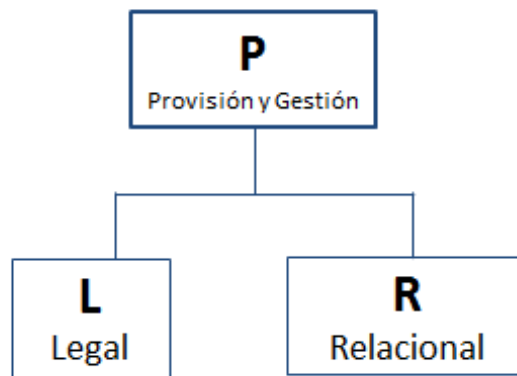 P
Provisión y Gestión
L
Legal
R
Relacional